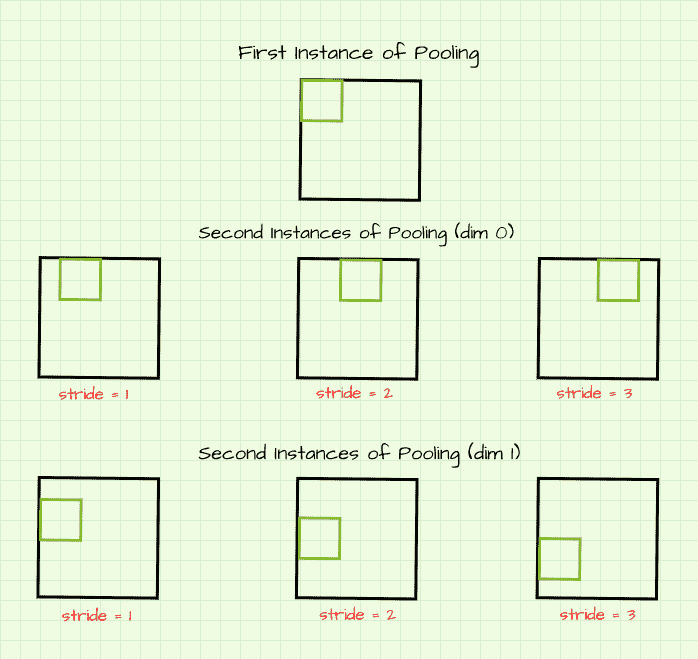 First Instance of Pooling
Second Instances of Pooling (dim 0)
stride = 1
stride = 2
stride = 3
Second Instances of Pooling (dim 1)
stride = 1
stride = 2
stride = 3